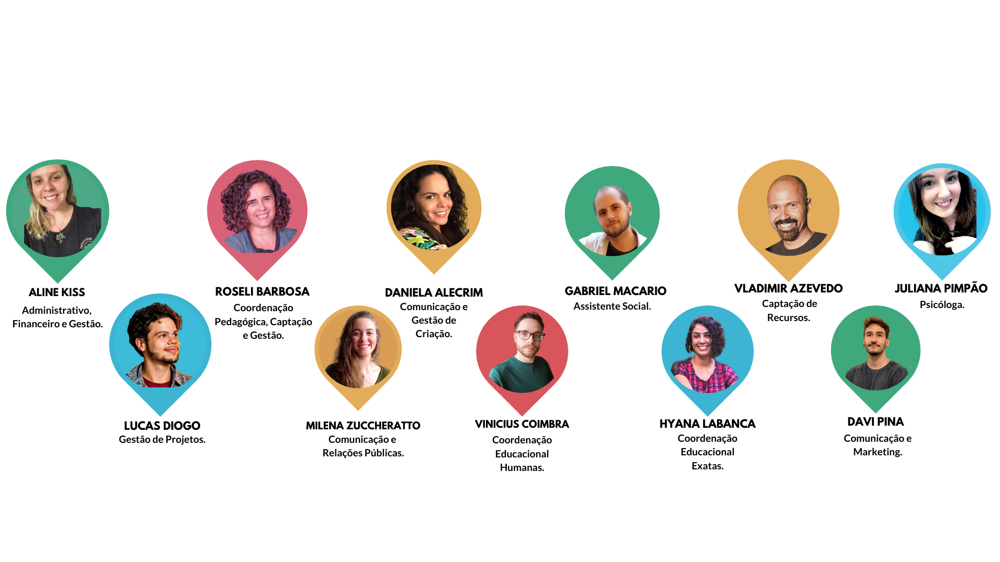 ALINE KISS
Administrativo,
Financeiro e Gestão.
LUCAS DIOGO
Gestão de Projetos.
ROSELI BARBOSA
Coordenação
Pedagógica, Captação
e Gestão.
MILENA ZUCCHERATTO
Comunicação e
Relações Públicas.
DANIELA ALECRIM
Comunicação e
Gestão de
Criação.
VINICIUS COIMBRA
Coordenação
Educacional
Humanas.
GABRIEL MACARIO
Assistente Social.
HYANA LABANCA
Coordenação
Educacional
Exatas.
VLADIMIR AZEVEDO
Captação de
Recursos.
DAVI PINA
Comunicação e
Marketing.
JULIANA PIMPÃO
Psicóloga.